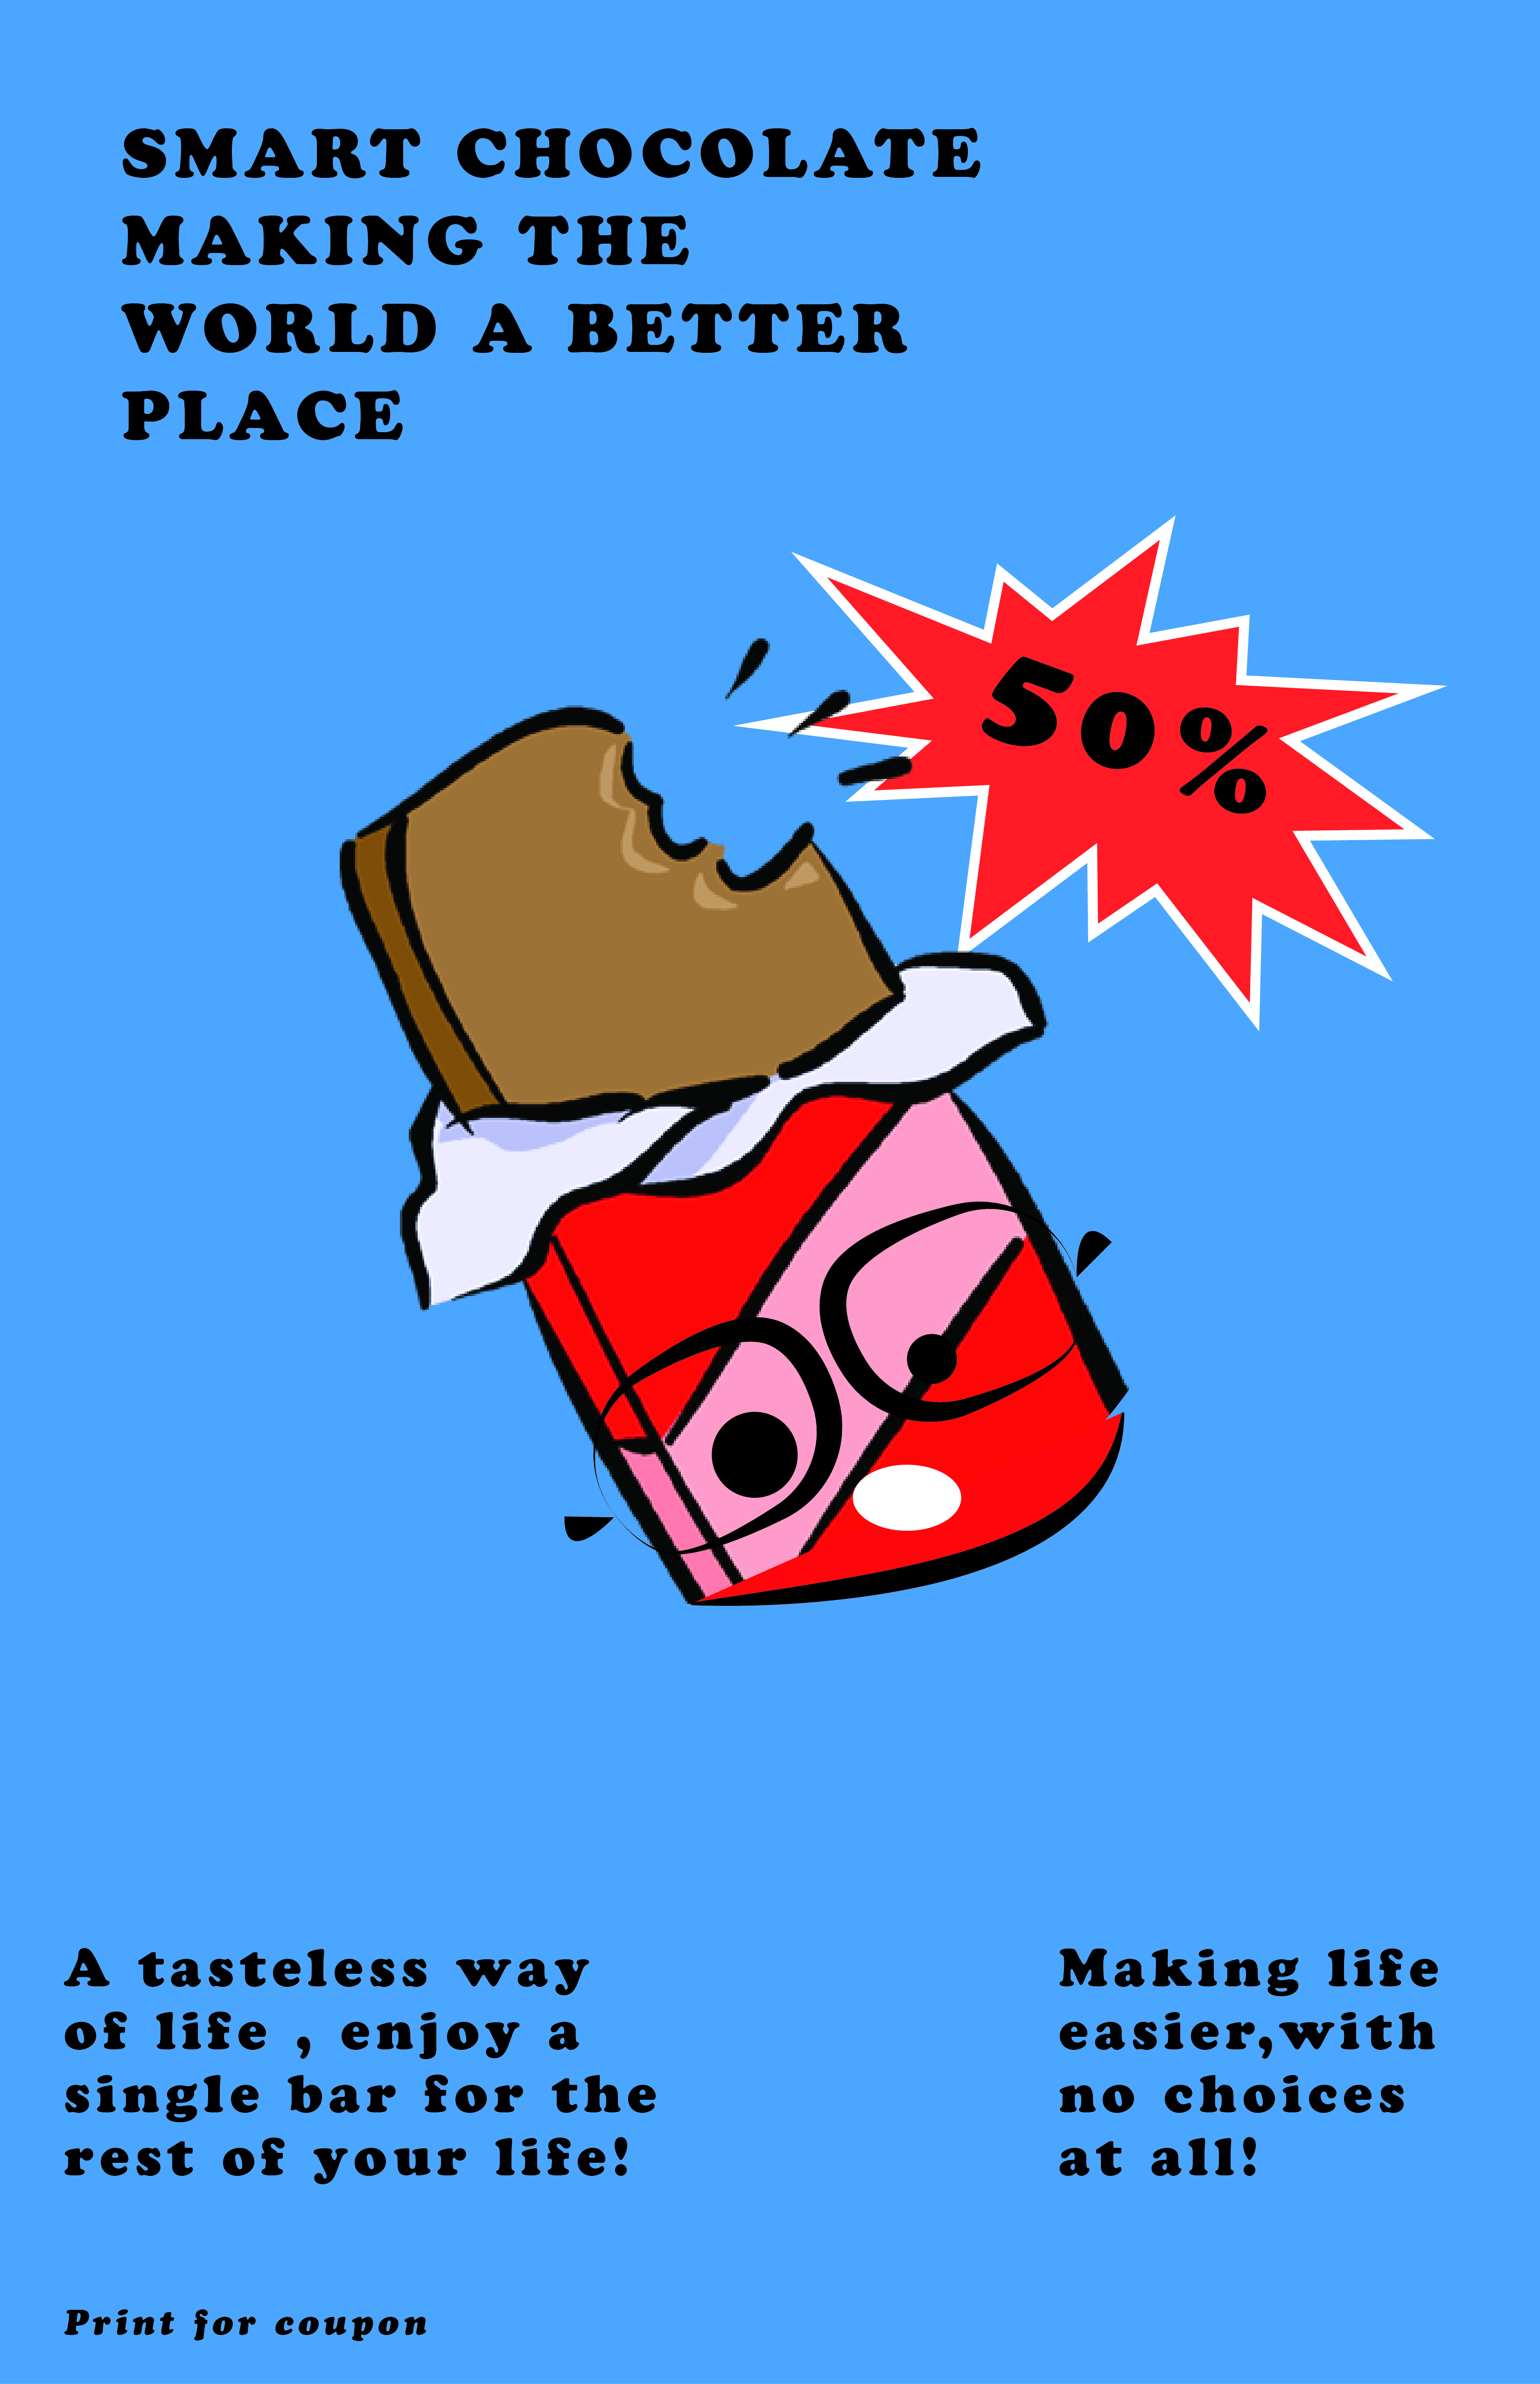 SMART CHOCOLATE
MAKING THE
WORLD A BETTER
PLACE
50%
A tasteless way
of life , enjoy a
single bar for the
rest of your life!
Making life
easier,with
no choices
at all!
Print for coupon